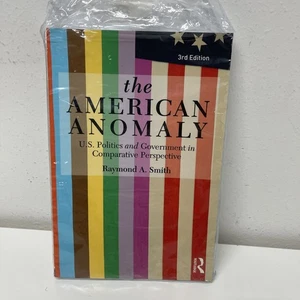 3rd Edition
the
AMERICAN
ANOMALY
U.S. Politics and Government in
Comparative Perspective
Raymond A. Smith
R